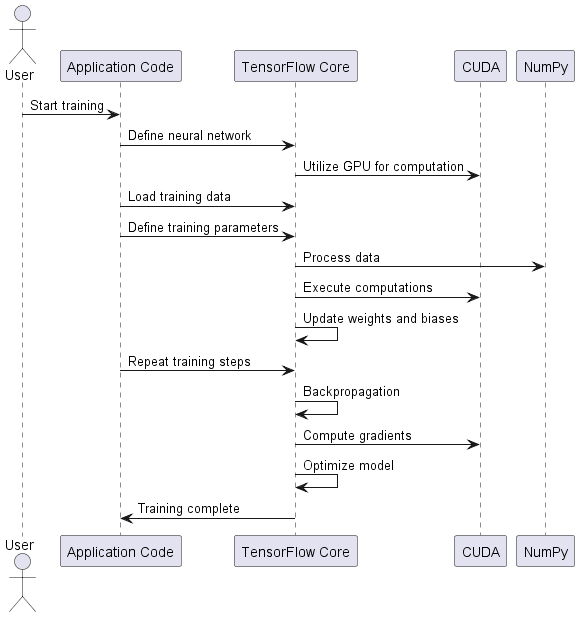 User
Application Code
TensorFlow Core
CUDA
NumPy
Start training
Define neural network
Utilize GPU for computation
Load training data
Define training parameters
Process data
Execute computations
Update weights and biases
Repeat training steps
Backpropagation
Compute gradients
Optimize model
Training complete
User
Application Code
TensorFlow Core
CUDA
NumPy